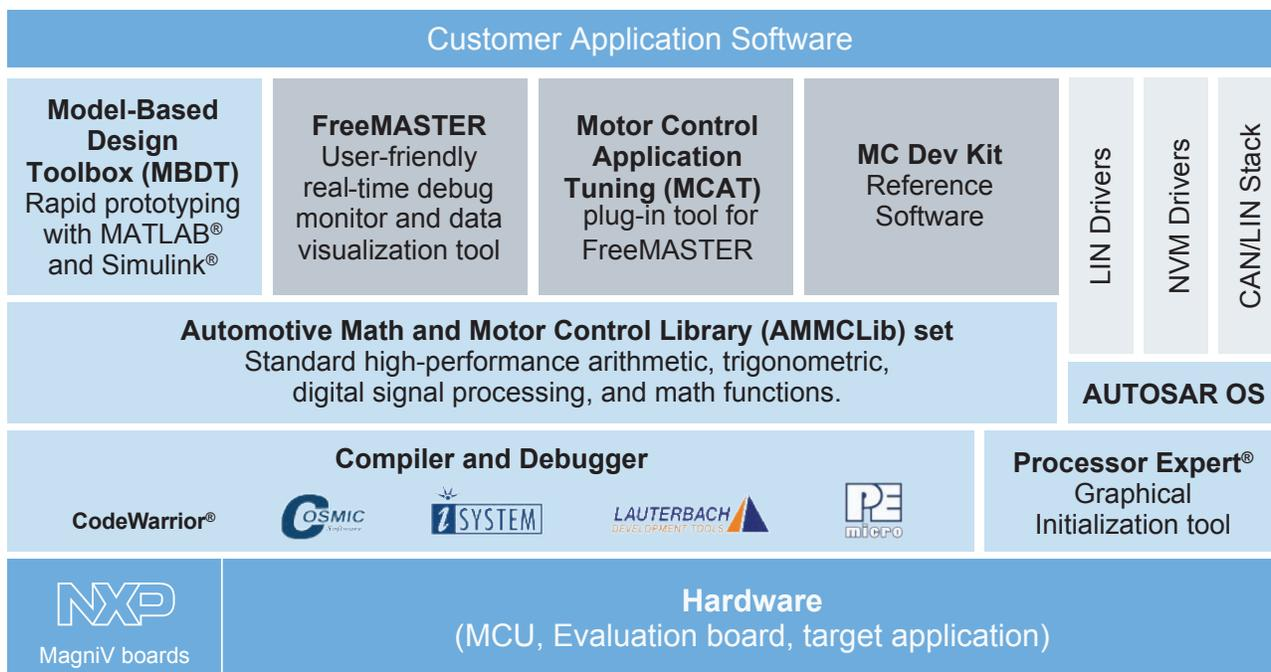 Customer Application Software
Model-Based
Design
Toolbox (MBDT)
Rapid prototyping
with MATLAB®
and Simulink®
FreeMASTER
User-friendly
real-time debug
monitor and data
visualization tool
Motor Control
Application
Tuning (MCAT)
plug-in tool for
FreeMASTER
MC Dev Kit
Reference
Software
LIN Drivers
NVM Drivers
CAN/LIN Stack
Automotive Math and Motor Control Library (AMMCLib) set
Standard high-performance arithmetic, trigonometric,
digital signal processing, and math functions.
AUTOSAR OS
Compiler and Debugger
CodeWarrior®
COSMIC
Software
iSYSTEM
LAUTERBACH
DEVELOPMENT TOOLS
PE
micro
Processor Expert®
Graphical
Initialization tool
NXP
MagniV boards
Hardware
(MCU, Evaluation board, target application)